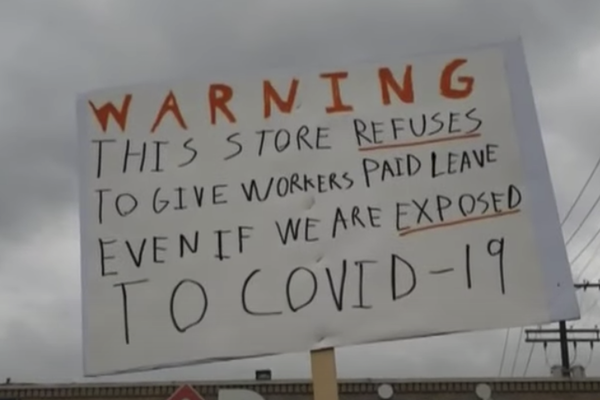 WARNING
THIS STORE REFUSES
TO GIVE WORKERS PAID LEAVE
EVEN IF WE ARE EXPOSED
TO COVID-19